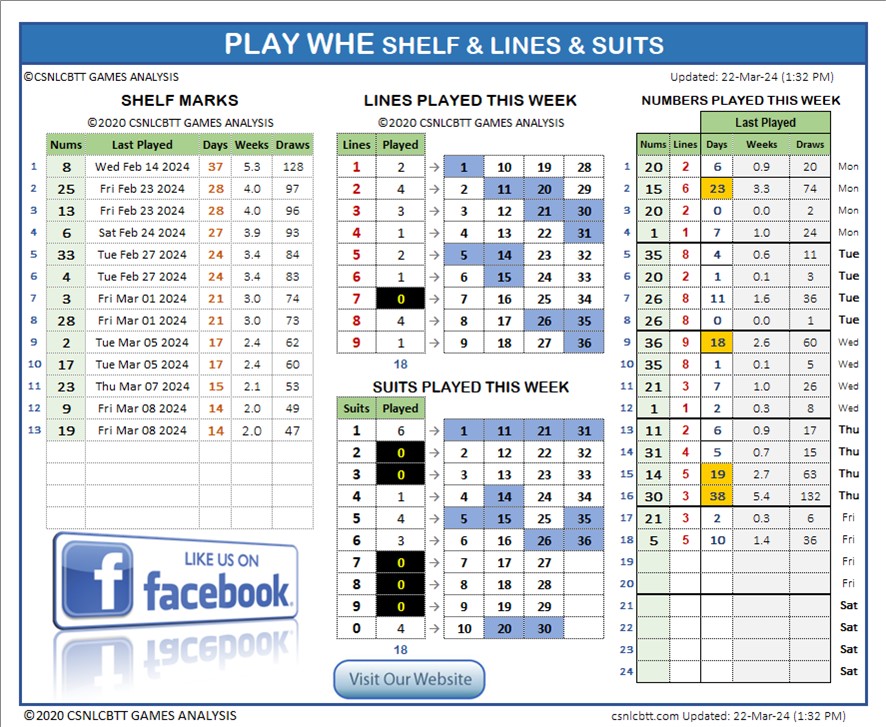 PLAY WHE SHELF & LINES & SUITS
©CSNLCBTT GAMES ANALYSIS
Updated: 22-Mar-24 (1:32 PM)
SHELF MARKS
©2020 CSNLCBTT GAMES ANALYSIS
Nums Last Played Days Weeks Draws
1 8 Wed Feb 14 2024 37 5.3 128
2 25 Fri Feb 23 2024 28 4.0 97
3 13 Fri Feb 23 2024 28 4.0 96
4 6 Sat Feb 24 2024 27 3.9 93
5 33 Tue Feb 27 2024 24 3.4 84
6 4 Tue Feb 27 2024 24 3.4 83
7 3 Fri Mar 01 2024 21 3.0 74
8 28 Fri Mar 01 2024 21 3.0 73
9 2 Tue Mar 05 2024 17 2.4 62
10 17 Tue Mar 05 2024 17 2.4 60
11 23 Thu Mar 07 2024 15 2.1 53
12 9 Fri Mar 08 2024 14 2.0 49
13 19 Fri Mar 08 2024 14 2.0 47
LIKE US ON
facebook
LINES PLAYED THIS WEEK
©2020 CSNLCBTT GAMES ANALYSIS
Lines Played
1 2 → 1 10 19 28
2 4 → 2 11 20 29
3 3 → 3 12 21 30
4 1 → 4 13 22 31
5 2 → 5 14 23 32
6 1 → 6 15 24 33
7 0 → 7 16 25 34
8 4 → 8 17 26 35
9 1 → 9 18 27 36
18
SUITS PLAYED THIS WEEK
Suits Played
1 6 → 1 11 21 31
2 0 → 2 12 22 32
3 0 → 3 13 23 33
4 1 → 4 14 24 34
5 4 → 5 15 25 35
6 3 → 6 16 26 36
7 0 → 7 17 27
8 0 → 8 18 28
9 0 → 9 19 29
0 4 → 10 20 30
18
Visit Our Website
NUMBERS PLAYED THIS WEEK
Last Played
Nums Lines Days Weeks Draws
1 20 2 6 0.9 20 Mon
2 15 6 23 3.3 74 Mon
3 20 2 0 0.0 2 Mon
4 1 1 7 1.0 24 Mon
5 35 8 4 0.6 11 Tue
6 20 2 1 0.1 3 Tue
7 26 8 11 1.6 36 Tue
8 26 8 0 0.0 1 Tue
9 36 9 18 2.6 60 Wed
10 35 8 1 0.1 5 Wed
11 21 3 7 1.0 26 Wed
12 1 1 2 0.3 8 Wed
13 11 2 6 0.9 17 Thu
14 31 4 5 0.7 15 Thu
15 14 5 19 2.7 63 Thu
16 30 3 38 5.4 132 Thu
17 21 3 2 0.3 6 Fri
18 5 5 10 1.4 36 Fri
19 Fri
20 Fri
21 Sat
22 Sat
23 Sat
24 Sat
©2020 CSNLCBTT GAMES ANALYSIS
csnlcbtt.com Updated: 22-Mar-24 (1:32 PM)